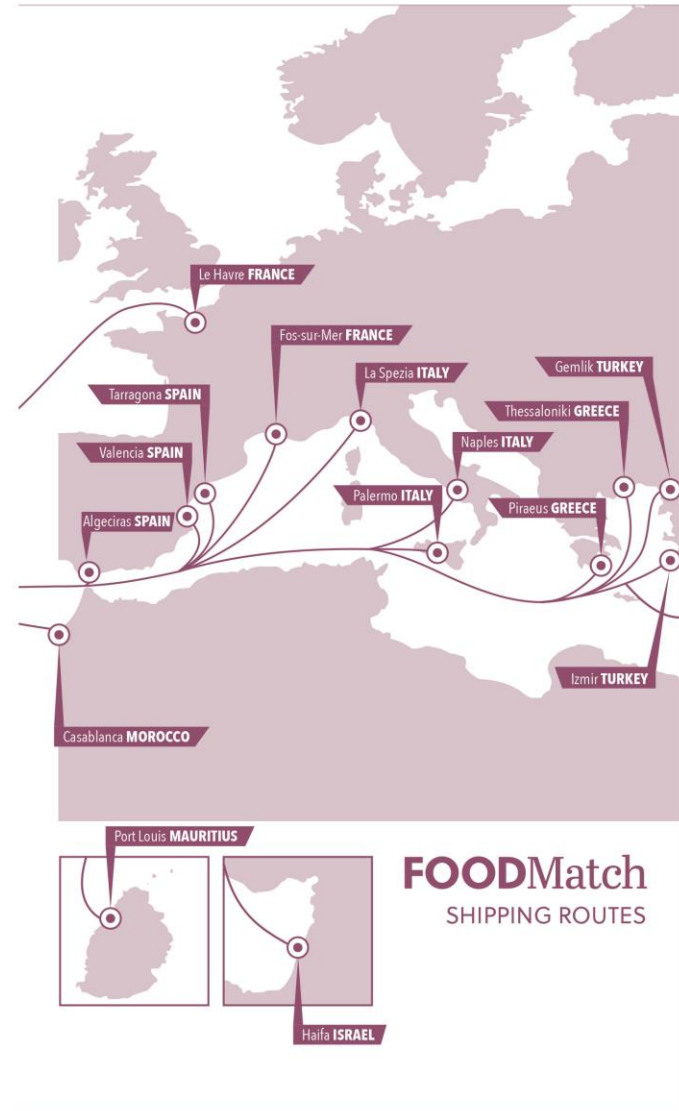 Le Havre FRANCE
Fos-sur-Mer FRANCE
La Spezia ITALY
Gemlik TURKEY
Tarragona SPAIN
Thessaloniki GREECE
Naples ITALY
Valencia SPAIN
Palermo ITALY
Piraeus GREECE
Algeciras SPAIN
Izmir TURKEY
Casablanca MOROCCO
Port Louis MAURITIUS
FOODMatch
SHIPPING ROUTES
Haifa ISRAEL